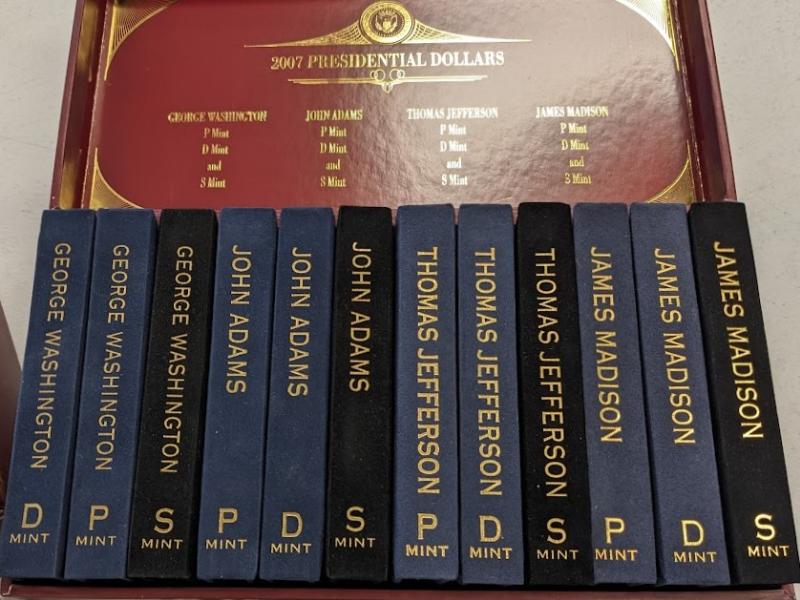 2007 PRESIDENTIAL DOLLARS
GEORGE WASHINGTON
P Mint
D Mint
and
S Mint
JOHN ADAMS
P Mint
D Mint
and
S Mint
THOMAS JEFFERSON
P Mint
D Mint
and
S Mint
JAMES MADISON
P Mint
D Mint
and
S Mint
GEORGE WASHINGTON
D
MINT
GEORGE WASHINGTON
P
MINT
GEORGE WASHINGTON
S
MINT
JOHN ADAMS
P
MINT
JOHN ADAMS
D
MINT
JOHN ADAMS
S
MINT
THOMAS JEFFERSON
P
MINT
THOMAS JEFFERSON
D
MINT
THOMAS JEFFERSON
S
MINT
JAMES MADISON
P
MINT
JAMES MADISON
D
MINT
JAMES MADISON
S
MINT